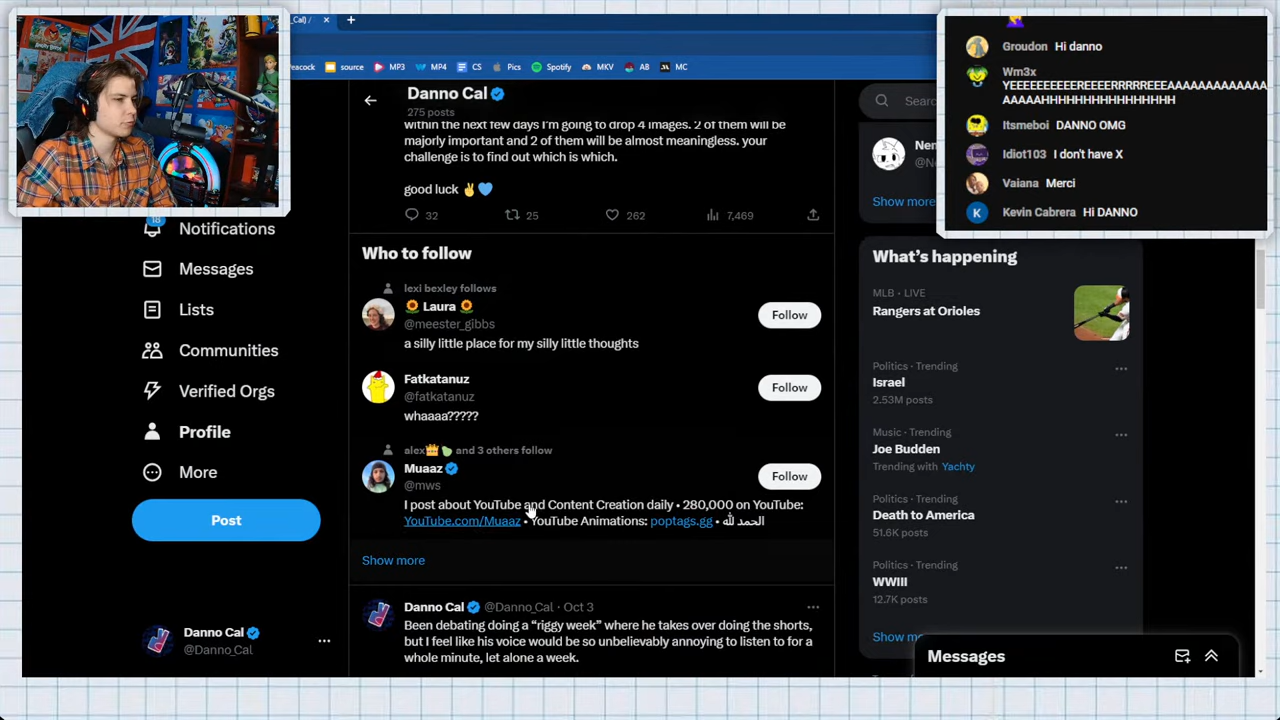 _Cal) /
eacock
source
MP3
MP4
CS
Pics
Spotify
MKV
AB
MC
Danno Cal
275 posts
within the next few days I'm going to drop 4 images. 2 of them will be
majorly important and 2 of them will be almost meaningless. your
challenge is to find out which is which.
good luck ✌️💙
32
25
262
7,469
Who to follow
lexi bexley follows
🌻 Laura 🌻
@meester_gibbs
a silly little place for my silly little thoughts
Follow
Fatkatanuz
@fatkatanuz
whaaaa?????
Follow
alex👑🍈 and 3 others follow
Muaaz
@mws
I post about YouTube and Content Creation daily • 280,000 on YouTube:
YouTube.com/Muaaz • YouTube Animations: poptags.gg • الحمد لله
Follow
Show more
Danno Cal @Danno_Cal · Oct 3
Been debating doing a “riggy week” where he takes over doing the shorts,
but I feel like his voice would be so unbelievably annoying to listen to for a
whole minute, let alone a week.
18
Notifications
Messages
Lists
Communities
Verified Orgs
Profile
More
Post
Danno Cal
@Danno_Cal
Show more
What's happening
MLB · LIVE
Rangers at Orioles
Politics · Trending
Israel
2.53M posts
Music · Trending
Joe Budden
Trending with Yachty
Politics · Trending
Death to America
51.6K posts
Politics · Trending
WWIII
12.7K posts
Messages
Groudon Hi danno
Wm3x
YEEEEEEEEEREEEERRRRREEEAAAAAAAAAAAAA
AAAAAHHHHHHHHHHHHHHHH
Itsmeboi DANNO OMG
Idiot103 I don't have X
Vaiana Merci
K
Kevin Cabrera Hi DANNO